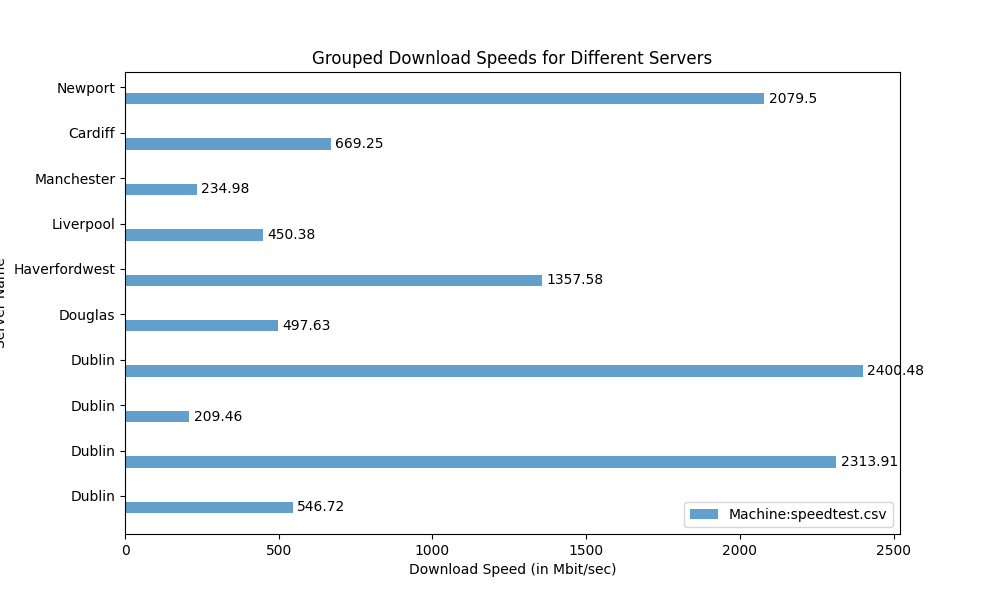 Grouped Download Speeds for Different Servers
Newport
2079.5
Cardiff
669.25
Manchester
234.98
Liverpool
450.38
Haverfordwest
1357.58
Douglas
497.63
Dublin
2400.48
Dublin
209.46
Dublin
2313.91
Dublin
546.72
Server Name
Machine:speedtest.csv
0 500 1000 1500 2000 2500
Download Speed (in Mbit/sec)